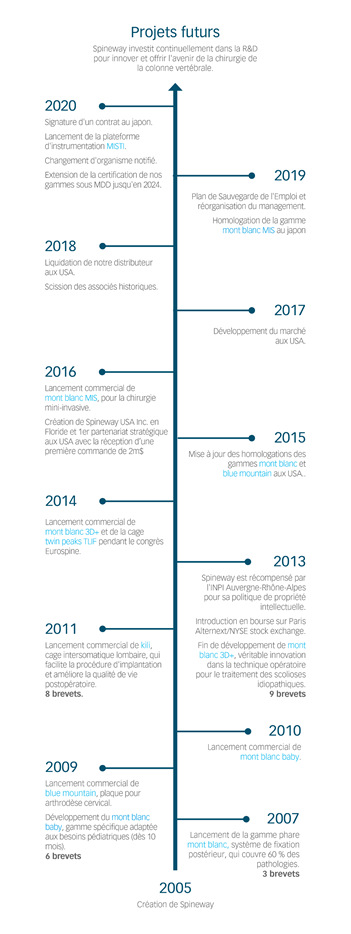 Projets futurs
Spineway investit continuellement dans la R&D
pour innover et offrir l'avenir de la chirurgie de
la colonne vertébrale.
2020
Signature d'un contrat au japon.
Lancement de la plateforme
d'instrumentation MISTI.
Changement d'organisme notifié.
Extension de la certification de nos
gammes sous MDD jusqu'en 2024.
2019
Plan de Sauvegarde de l'Emploi et
réorganisation du management.
Homologation de la gamme
mont blanc MIS au japon
2018
Liquidation de notre distributeur
aux USA.
Scission des associés historiques.
2017
Développement du marché
aux USA.
2016
Lancement commercial de
mont blanc MIS, pour la chirurgie
mini-invasive.
Création de Spineway USA Inc. en
Floride et 1er partenariat stratégique
aux USA avec la réception d'une
première commande de 2m$
2015
Mise à jour des homologations des
gammes mont blanc et
blue mountain aux USA..
2014
Lancement commercial de
mont blanc 3D+ et de la cage
twin peaks TLIF pendant le congrès
Eurospine.
2013
Spineway est récompensé par
l'INPI Auvergne-Rhône-Alpes
pour sa politique de propriété
intellectuelle.
Introduction en bourse sur Paris
Alternext/NYSE stock exchange.
Fin de développement de mont
blanc 3D+, véritable innovation
dans la technique opératoire
pour le traitement des scolioses
idiopathiques.
9 brevets
2011
Lancement commercial de kili,
cage intersomatique lombaire, qui
facilite la procédure d'implantation
et améliore la qualité de vie
postopératoire.
8 brevets.
2010
Lancement commercial de
mont blanc baby.
2009
Lancement commercial de
blue mountain, plaque pour
arthrodèse cervical.
Développement du mont blanc
baby, gamme spécifique adaptée
aux besoins pédiatriques (dès 10
mois).
6 brevets
2007
Lancement de la gamme phare
mont blanc, système de fixation
postérieur, qui couvre 60 % des
pathologies.
3 brevets
2005
Création de Spineway